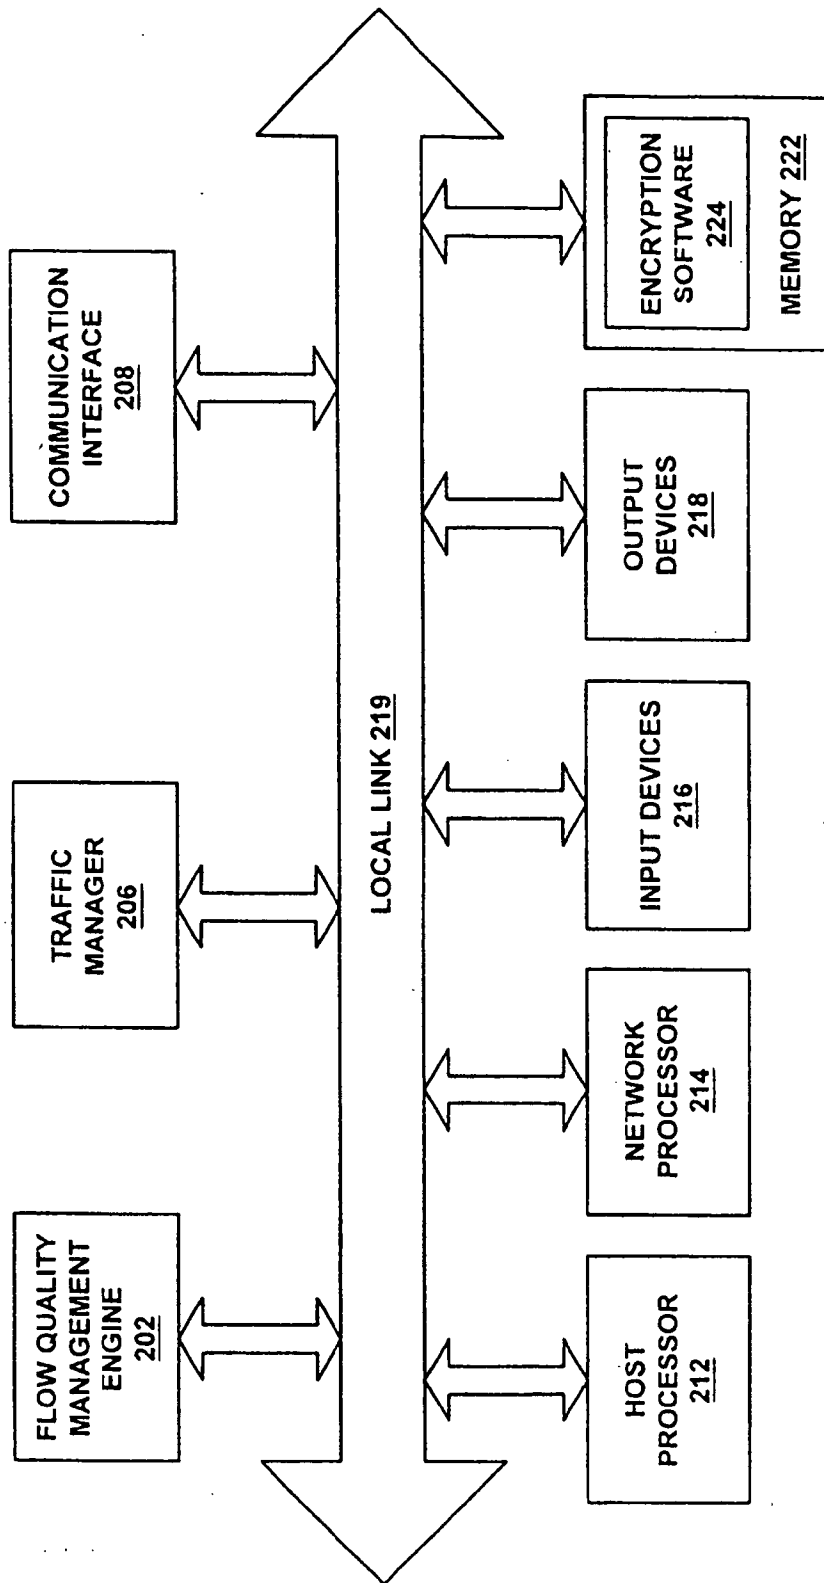 FLOW QUALITY
MANAGEMENT
ENGINE
202
TRAFFIC
MANAGER
206
COMMUNICATION
INTERFACE
208
LOCAL LINK 219
HOST
PROCESSOR
212
NETWORK
PROCESSOR
214
INPUT DEVICES
216
OUTPUT
DEVICES
218
ENCRYPTION
SOFTWARE
224
MEMORY 222